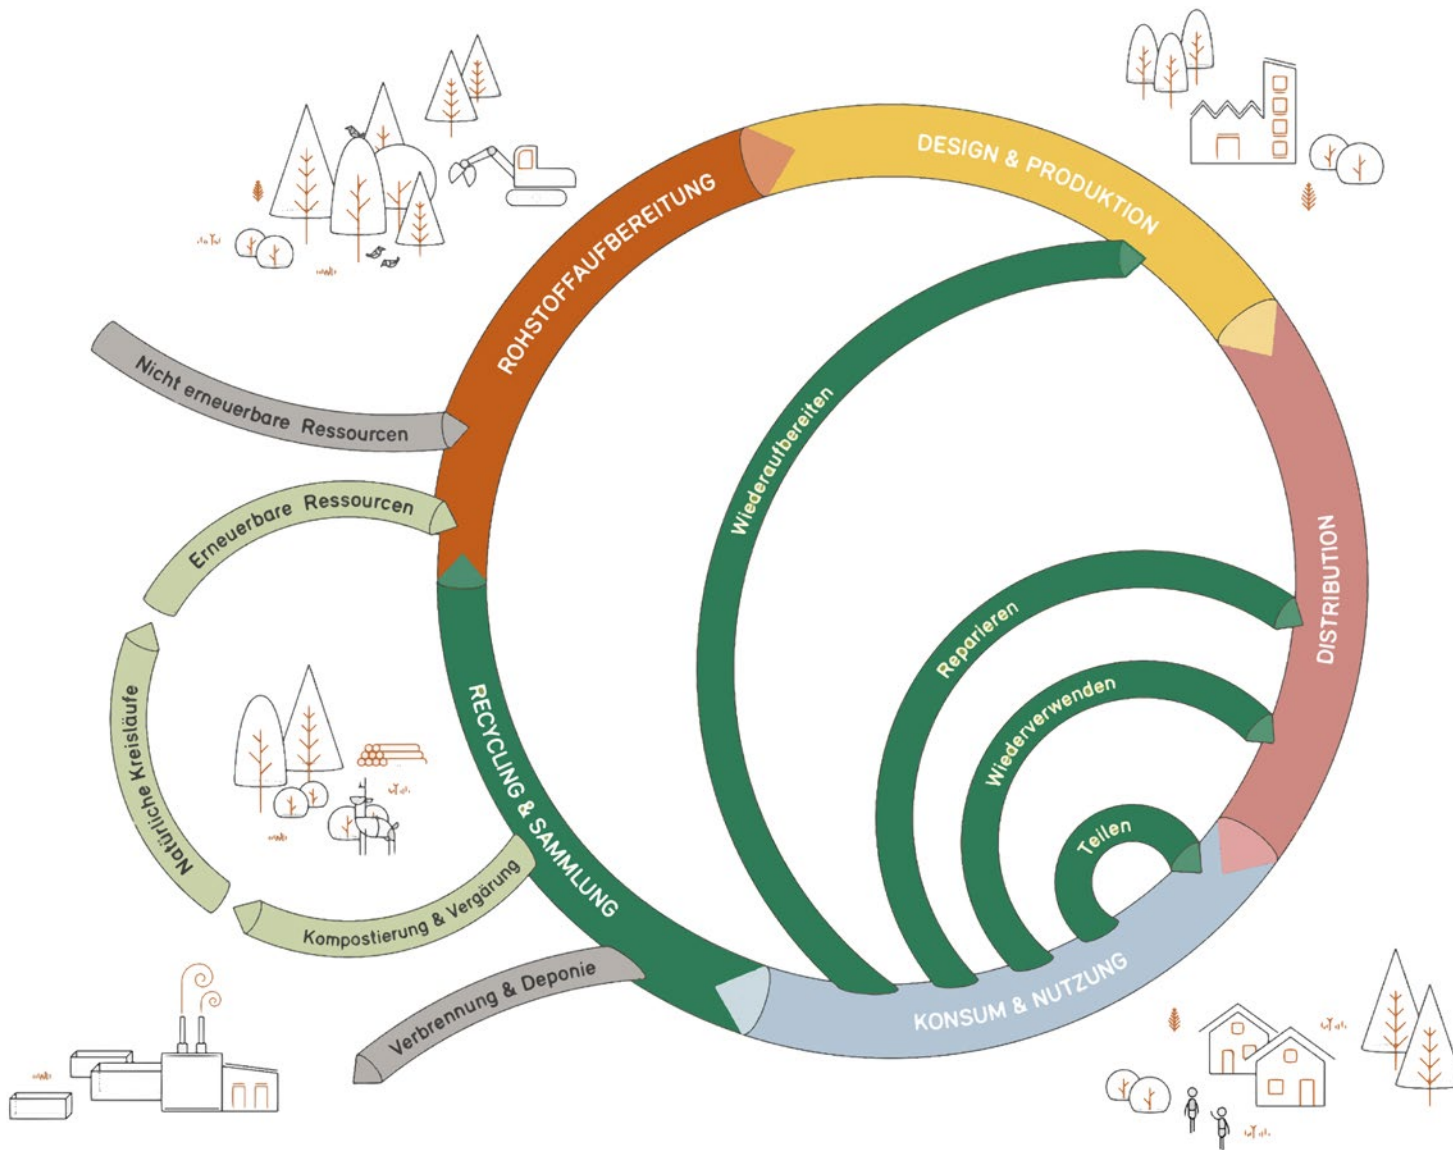 DESIGN & PRODUKTION
ROHSTOFFAUFBEREITUNG
Nicht erneuerbare Ressourcen
Wiederaufbereiten
Erneuerbare Ressourcen
DISTRIBUTION
Reparieren
Wiederverwenden
Natürliche Kreisläufe
RECYCLING & SAMMLUNG
Teilen
Kompostierung & Vergärung
Verbrennung & Deponie
KONSUM & NUTZUNG